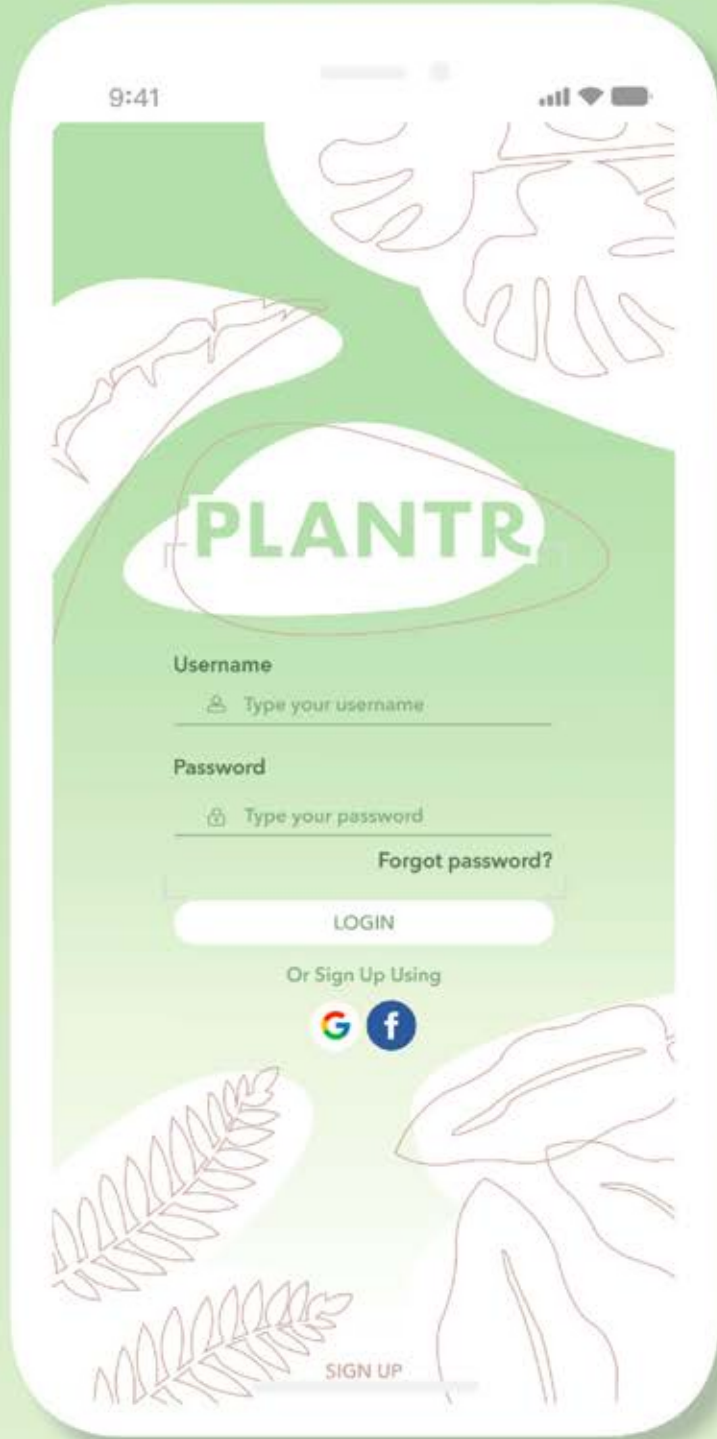 9:41
PLANTR
Username
Type your username
Password
Type your password
Forgot password?
LOGIN
Or Sign Up Using
G f
SIGN UP